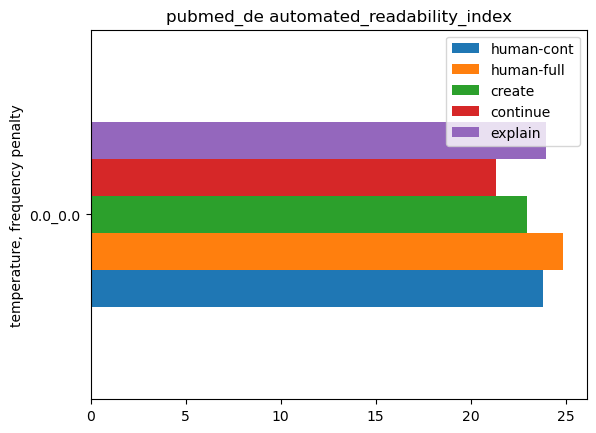 pubmed_de automated_readability_index
human-cont
human-full
create
continue
explain
temperature, frequency penalty
0.0_0.0
0 5 10 15 20 25